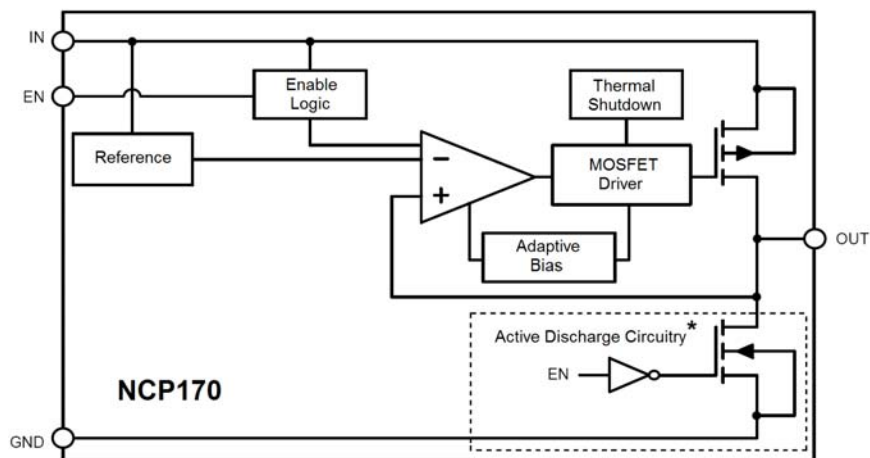 IN
EN
Enable
Logic
Thermal
Shutdown
Reference
−
+
MOSFET
Driver
Adaptive
Bias
OUT
Active Discharge Circuitry*
EN
NCP170
GND